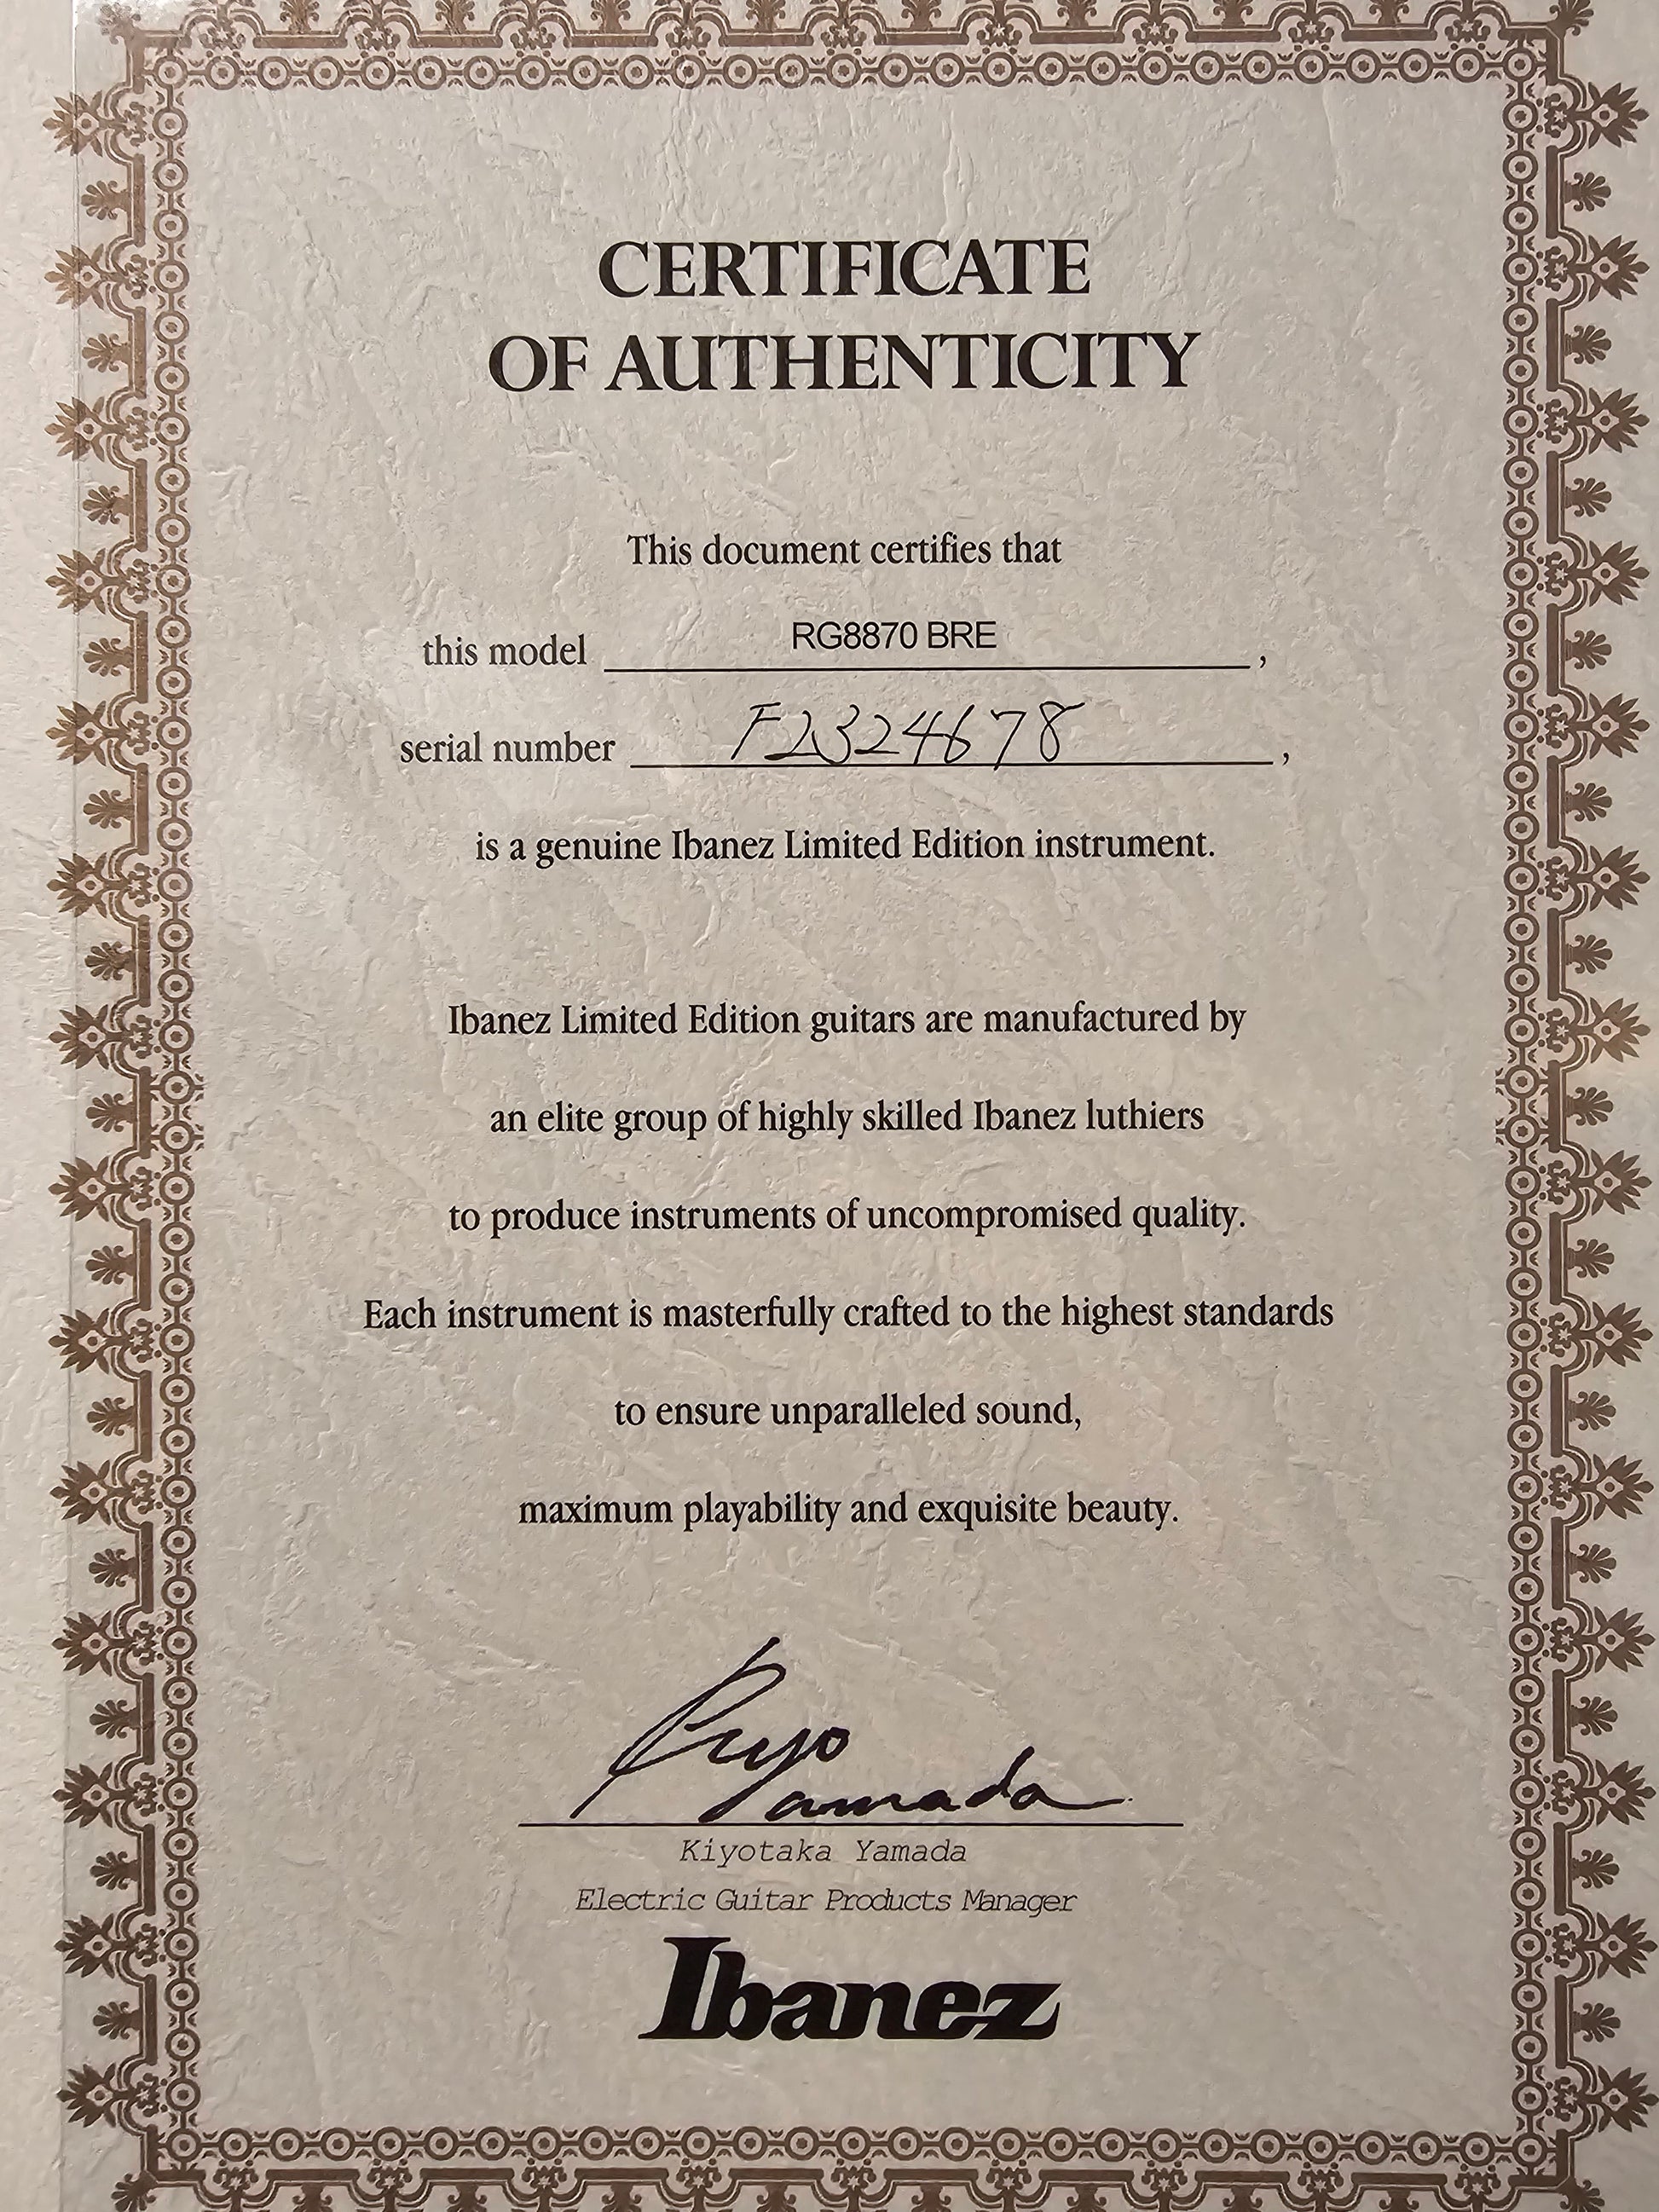 CERTIFICATE
OF AUTHENTICITY
This document certifies that
this model RG8870 BRE,
serial number F2324678,
is a genuine Ibanez Limited Edition instrument.
Ibanez Limited Edition guitars are manufactured by
an elite group of highly skilled Ibanez luthiers
to produce instruments of uncompromised quality.
Each instrument is masterfully crafted to the highest standards
to ensure unparalleled sound,
maximum playability and exquisite beauty.
Yamada
Kiyotaka Yamada
Electric Guitar Products Manager
Ibanez